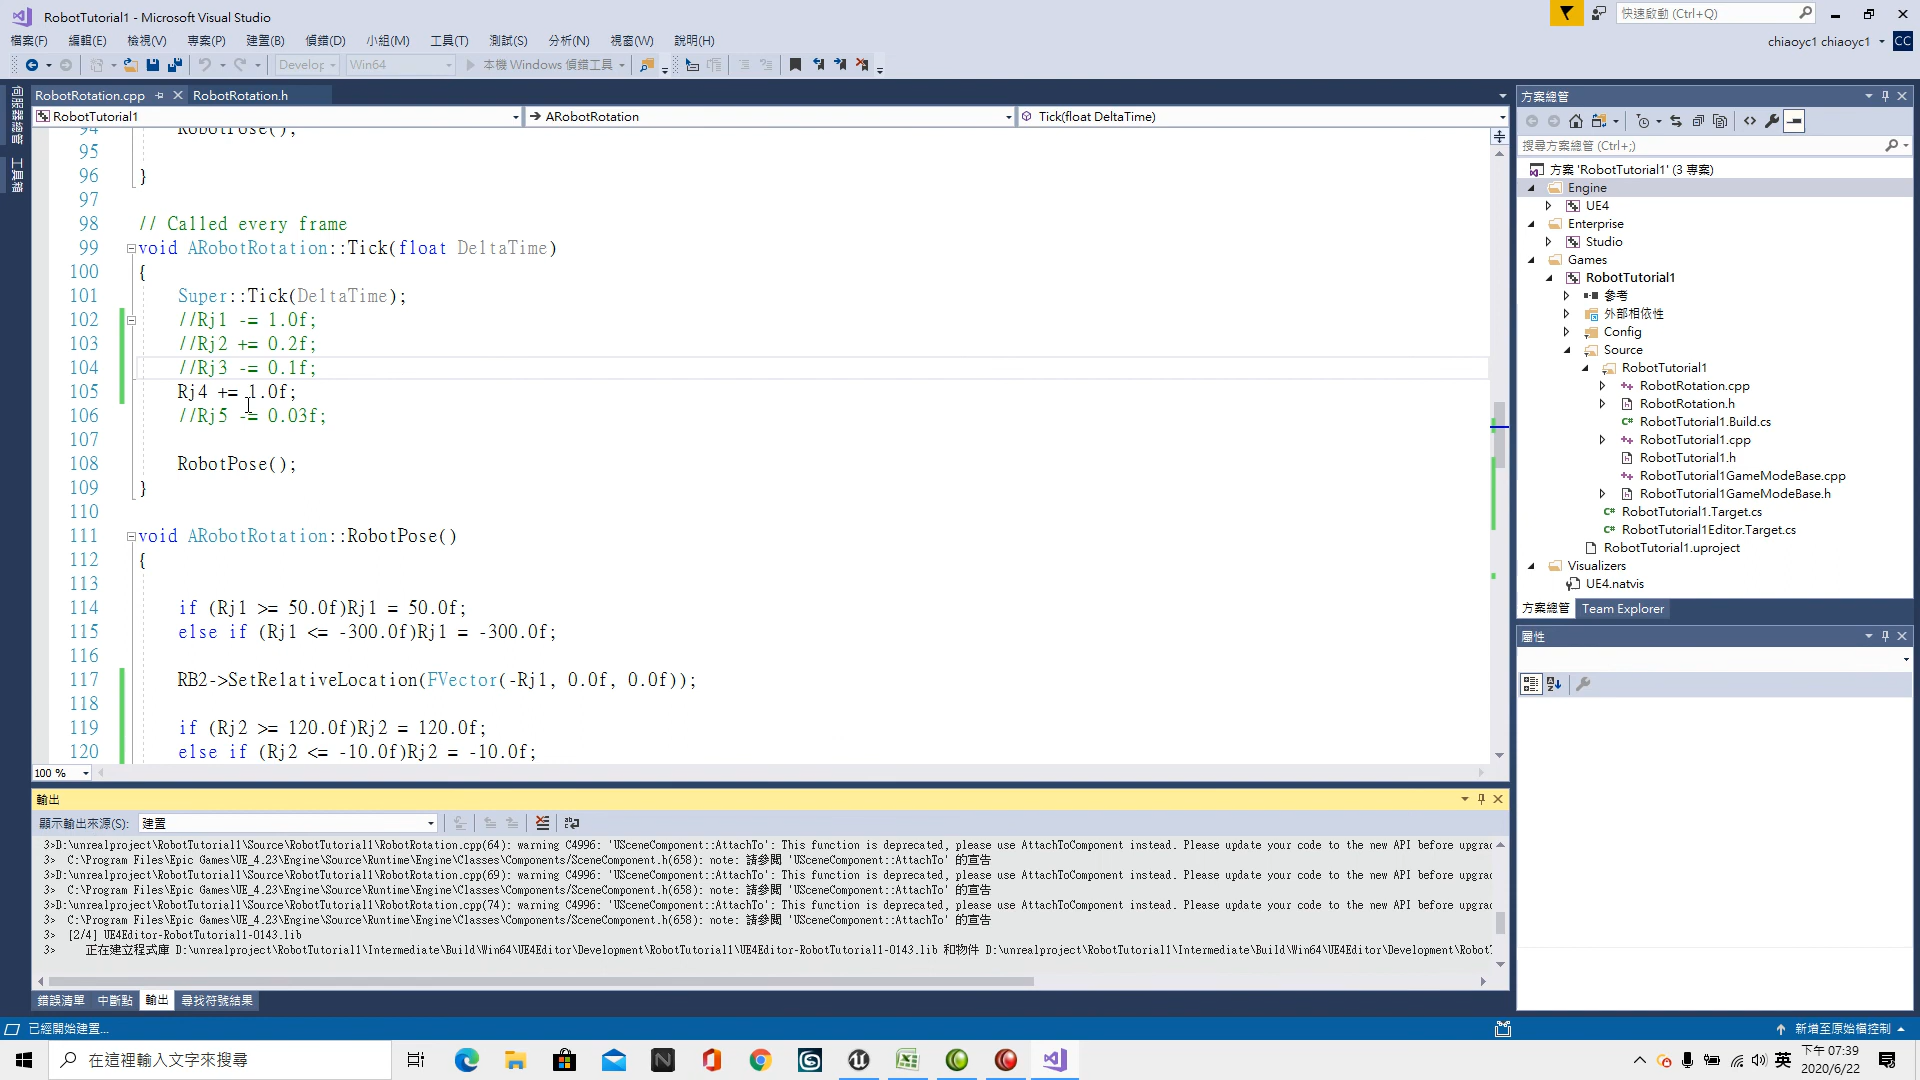 RobotTutorial1 - Microsoft Visual Studio
快速啟動 (Ctrl+Q)
檔案(F) 編輯(E) 檢視(V) 專案(P) 建置(B) 偵錯(D) 小組(M) 工具(T) 測試(S) 分析(N) 視窗(W) 說明(H)
chiaoyc1 chiaoyc1 CC
Develop Win64 本機 Windows 偵錯工具
伺服器總管
工具箱
RobotRotation.cpp RobotRotation.h
RobotTutorial1 ARobotRotation Tick(float DeltaTime)
94 RobotPose();
95
96 }
97
98 // Called every frame
99 void ARobotRotation::Tick(float DeltaTime)
100 {
101 Super::Tick(DeltaTime);
102 //Rj1 -= 1.0f;
103 //Rj2 += 0.2f;
104 //Rj3 -= 0.1f;
105 Rj4 += 1.0f;
106 //Rj5 -= 0.03f;
107
108 RobotPose();
109 }
110
111 void ARobotRotation::RobotPose()
112 {
113
114 if (Rj1 >= 50.0f)Rj1 = 50.0f;
115 else if (Rj1 <= -300.0f)Rj1 = -300.0f;
116
117 RB2->SetRelativeLocation(FVector(-Rj1, 0.0f, 0.0f));
118
119 if (Rj2 >= 120.0f)Rj2 = 120.0f;
120 else if (Rj2 <= -10.0f)Rj2 = -10.0f;
100 %
輸出
顯示輸出來源(S): 建置
3>D:\unrealproject\RobotTutorial1\Source\RobotTutorial1\RobotRotation.cpp(64): warning C4996: 'USceneComponent::AttachTo': This function is deprecated, please use AttachToComponent instead. Please update your code to the new API before upgrad
3> C:\Program Files\Epic Games\UE_4.23\Engine\Source\Runtime\Engine\Classes\Components/SceneComponent.h(658): note: 請參閱 'USceneComponent::AttachTo' 的宣告
3>D:\unrealproject\RobotTutorial1\Source\RobotTutorial1\RobotRotation.cpp(69): warning C4996: 'USceneComponent::AttachTo': This function is deprecated, please use AttachToComponent instead. Please update your code to the new API before upgrad
3> C:\Program Files\Epic Games\UE_4.23\Engine\Source\Runtime\Engine\Classes\Components/SceneComponent.h(658): note: 請參閱 'USceneComponent::AttachTo' 的宣告
3>D:\unrealproject\RobotTutorial1\Source\RobotTutorial1\RobotRotation.cpp(74): warning C4996: 'USceneComponent::AttachTo': This function is deprecated, please use AttachToComponent instead. Please update your code to the new API before upgrad
3> C:\Program Files\Epic Games\UE_4.23\Engine\Source\Runtime\Engine\Classes\Components/SceneComponent.h(658): note: 請參閱 'USceneComponent::AttachTo' 的宣告
3> [2/4] UE4Editor-RobotTutorial1-0143.lib
3> 正在建立程式庫 D:\unrealproject\RobotTutorial1\Intermediate\Build\Win64\UE4Editor\Development\RobotTutorial1\UE4Editor-RobotTutorial1-0143.lib 和物件 D:\unrealproject\RobotTutorial1\Intermediate\Build\Win64\UE4Editor\Development\Robot
錯誤清單 中斷點 輸出 尋找符號結果
方案總管
搜尋方案總管 (Ctrl+;)
方案 'RobotTutorial1' (3 專案)
Engine
UE4
Enterprise
Studio
Games
RobotTutorial1
參考
外部相依性
Config
Source
RobotTutorial1
RobotRotation.cpp
RobotRotation.h
RobotTutorial1.Build.cs
RobotTutorial1.cpp
RobotTutorial1.h
RobotTutorial1GameModeBase.cpp
RobotTutorial1GameModeBase.h
RobotTutorial1.Target.cs
RobotTutorial1Editor.Target.cs
RobotTutorial1.uproject
Visualizers
UE4.natvis
方案總管 Team Explorer
屬性
已經開始建置... 新增至原始檔控制
在這裡輸入文字來搜尋
英 下午 07:39
2020/6/22